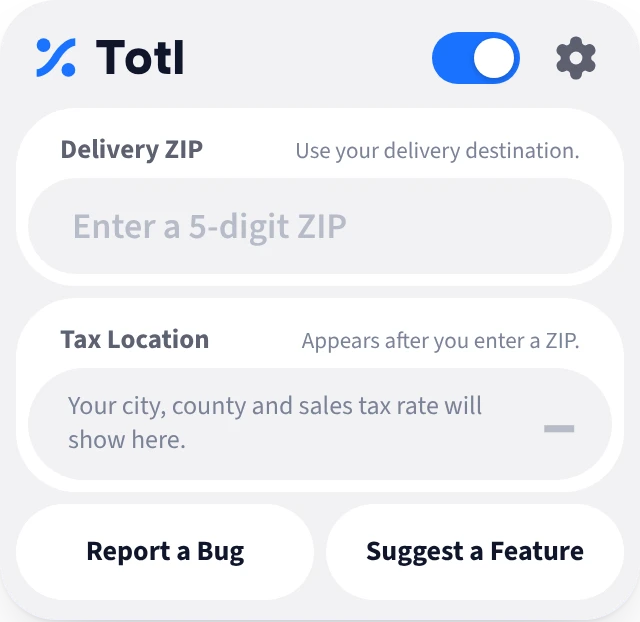 Totl
Delivery ZIP
Use your delivery destination.
Enter a 5-digit ZIP
Tax Location
Appears after you enter a ZIP.
Your city, county and sales tax rate will
show here.
Report a Bug
Suggest a Feature